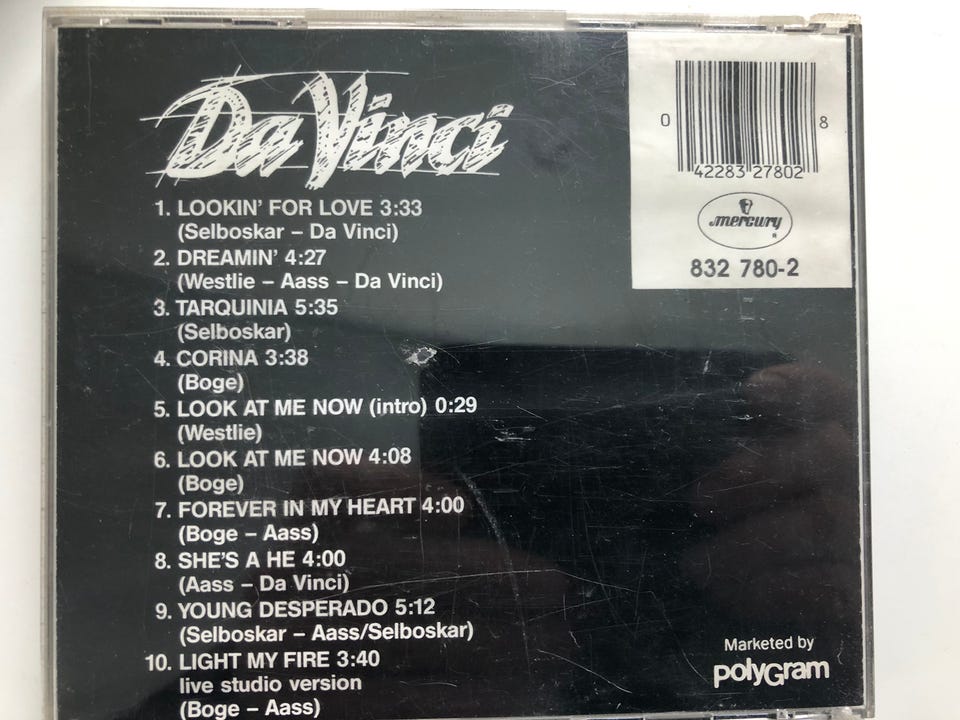 Da Vinci
1. LOOKIN' FOR LOVE 3:33
(Selboskar – Da Vinci)
2. DREAMIN' 4:27
(Westlie – Aass – Da Vinci)
3. TARQUINIA 5:35
(Selboskar)
4. CORINA 3:38
(Boge)
5. LOOK AT ME NOW (intro) 0:29
(Westlie)
6. LOOK AT ME NOW 4:08
(Boge)
7. FOREVER IN MY HEART 4:00
(Boge – Aass)
8. SHE'S A HE 4:00
(Aass – Da Vinci)
9. YOUNG DESPERADO 5:12
(Selboskar – Aass/Selboskar)
10. LIGHT MY FIRE 3:40
live studio version
(Boge – Aass)
0 42283 27802 8
mercury
832 780-2
Marketed by
PolyGram